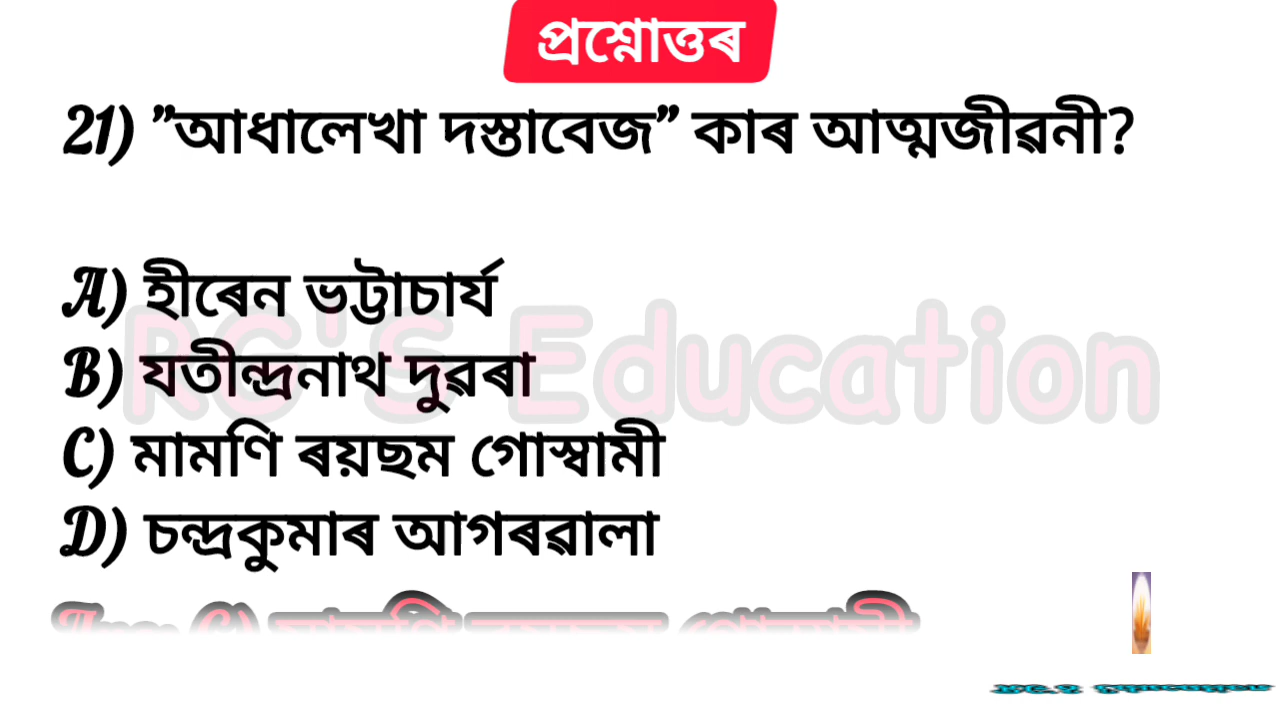 প্ৰশ্নোত্তৰ
21) ”আধালেখা দস্তাবেজ” কাৰ আত্মজীৱনী?
A) হীৰেন ভট্টাচাৰ্য
B) যতীন্দ্ৰনাথ দুৱৰা
C) মামণি ৰয়ছম গোস্বামী
D) চন্দ্ৰকুমাৰ আগৰৱালা
RG'S Education